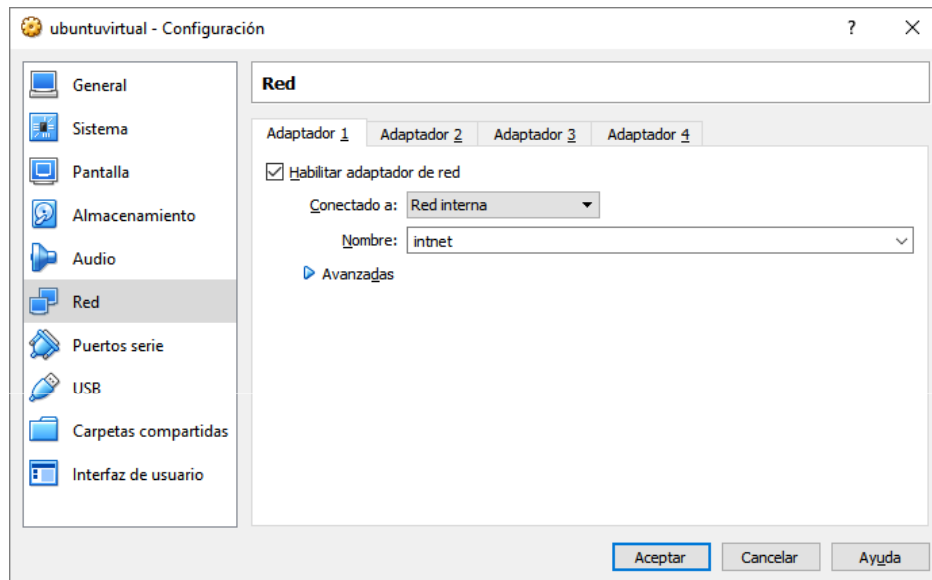 ubuntuvirtual - Configuración
?
General
Sistema
Pantalla
Almacenamiento
Audio
Red
Puertos serie
USB
Carpetas compartidas
Interfaz de usuario
Red
Adaptador 1 Adaptador 2 Adaptador 3 Adaptador 4
Habilitar adaptador de red
Conectado a: Red interna
Nombre: intnet
Avanzadas
Aceptar Cancelar Ayuda